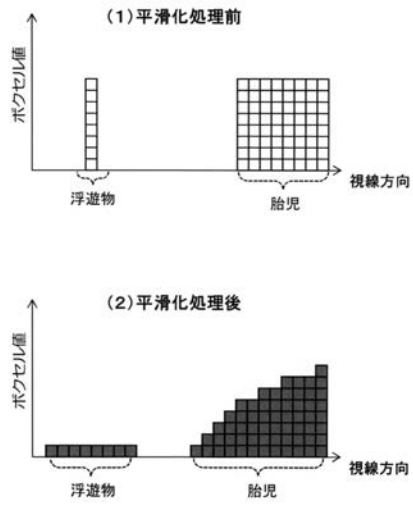 (1)平滑化処理前
ボクセル値
視線方向
浮遊物
胎児
(2)平滑化処理後
ボクセル値
視線方向
浮遊物
胎児